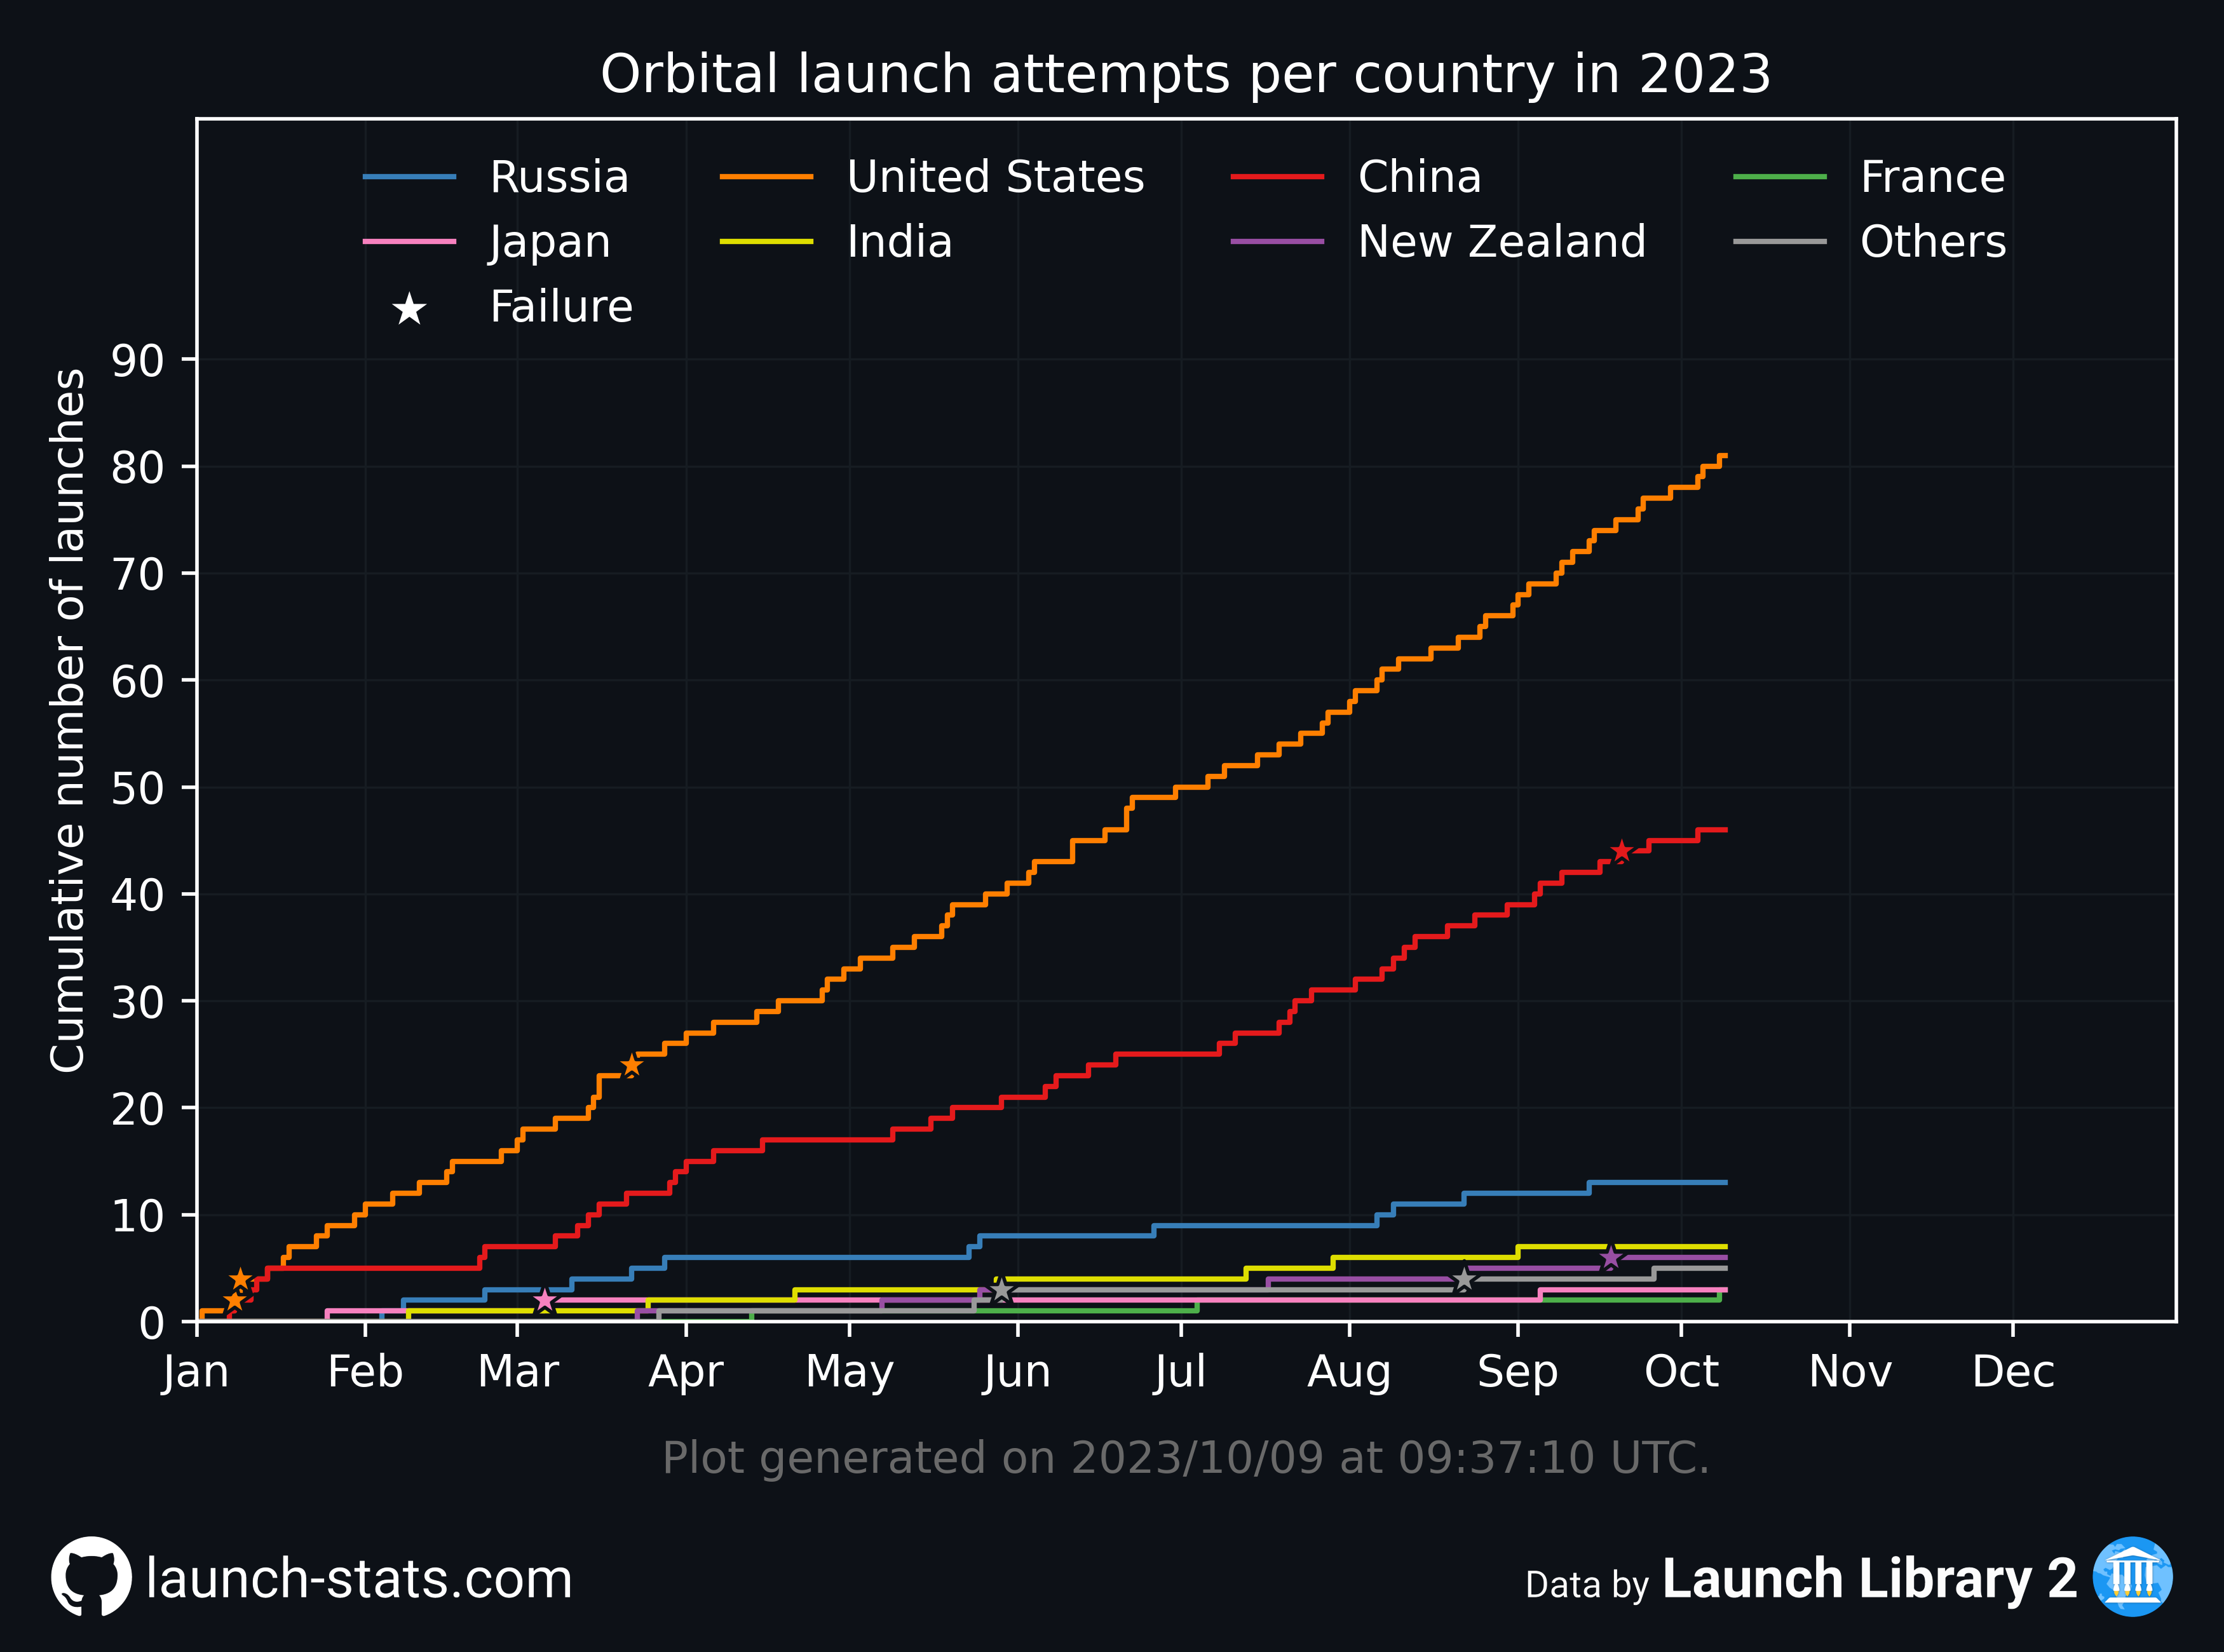 Orbital launch attempts per country in 2023
Russia United States China France
Japan India New Zealand Others
Failure
Cumulative number of launches
90
80
70
60
50
40
30
20
10
0
Jan Feb Mar Apr May Jun Jul Aug Sep Oct Nov Dec
Plot generated on 2023/10/09 at 09:37:10 UTC.
launch-stats.com
Data by Launch Library 2